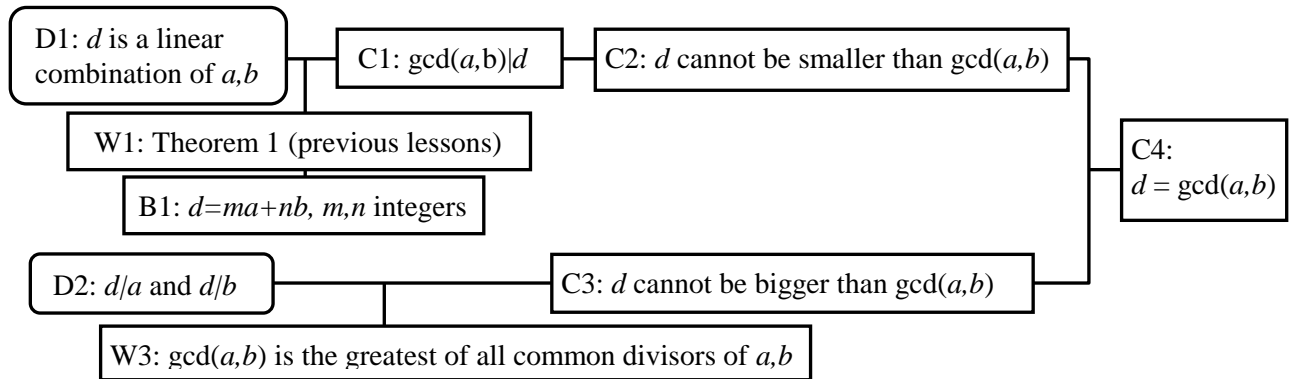 D1: d is a linear
combination of a,b
C1: gcd(a,b)|d
C2: d cannot be smaller than gcd(a,b)
W1: Theorem 1 (previous lessons)
B1: d=ma+nb, m,n integers
C4:
d = gcd(a,b)
D2: d/a and d/b
C3: d cannot be bigger than gcd(a,b)
W3: gcd(a,b) is the greatest of all common divisors of a,b